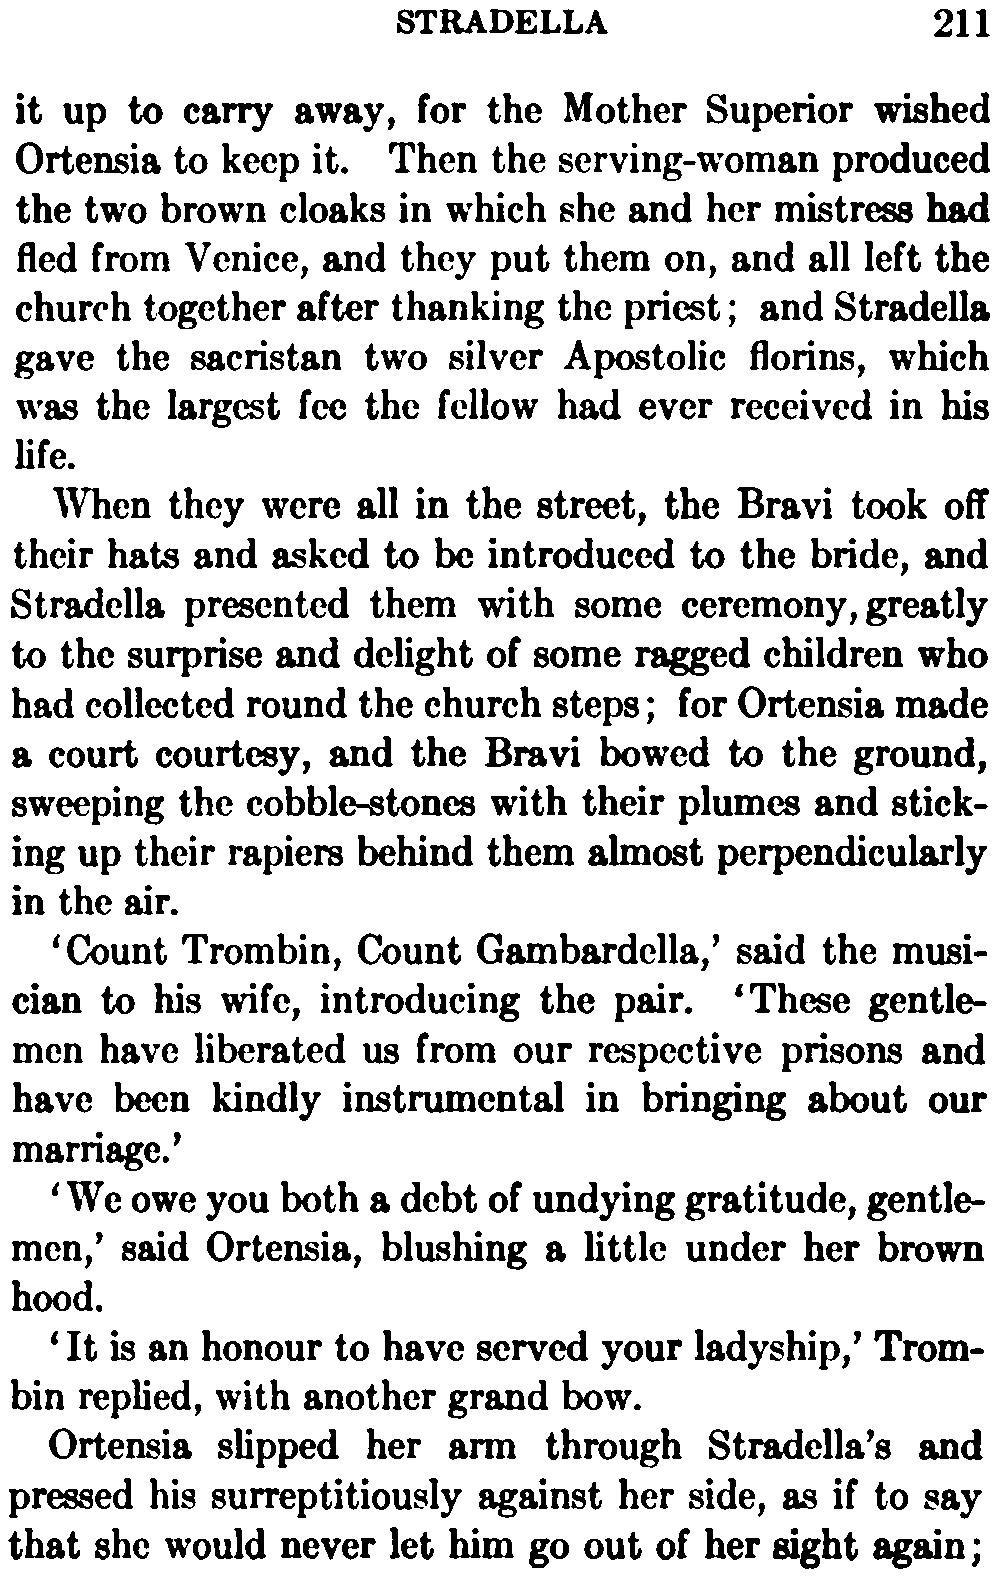 STRADELLA 211
it up to carry away, for the Mother Superior wished
Ortensia to keep it. Then the serving-woman produced
the two brown cloaks in which she and her mistress had
fled from Venice, and they put them on, and all left the
church together after thanking the priest; and Stradella
gave the sacristan two silver Apostolic florins, which
was the largest fee the fellow had ever received in his
life.
When they were all in the street, the Bravi took off
their hats and asked to be introduced to the bride, and
Stradella presented them with some ceremony, greatly
to the surprise and delight of some ragged children who
had collected round the church steps; for Ortensia made
a court courtesy, and the Bravi bowed to the ground,
sweeping the cobble-stones with their plumes and stick-
ing up their rapiers behind them almost perpendicularly
in the air.
‘Count Trombin, Count Gambardella,’ said the musi-
cian to his wife, introducing the pair. ‘These gentle-
men have liberated us from our respective prisons and
have been kindly instrumental in bringing about our
marriage.’
‘We owe you both a debt of undying gratitude, gentle-
men,’ said Ortensia, blushing a little under her brown
hood.
‘It is an honour to have served your ladyship,’ Trom-
bin replied, with another grand bow.
Ortensia slipped her arm through Stradella’s and
pressed his surreptitiously against her side, as if to say
that she would never let him go out of her sight again;